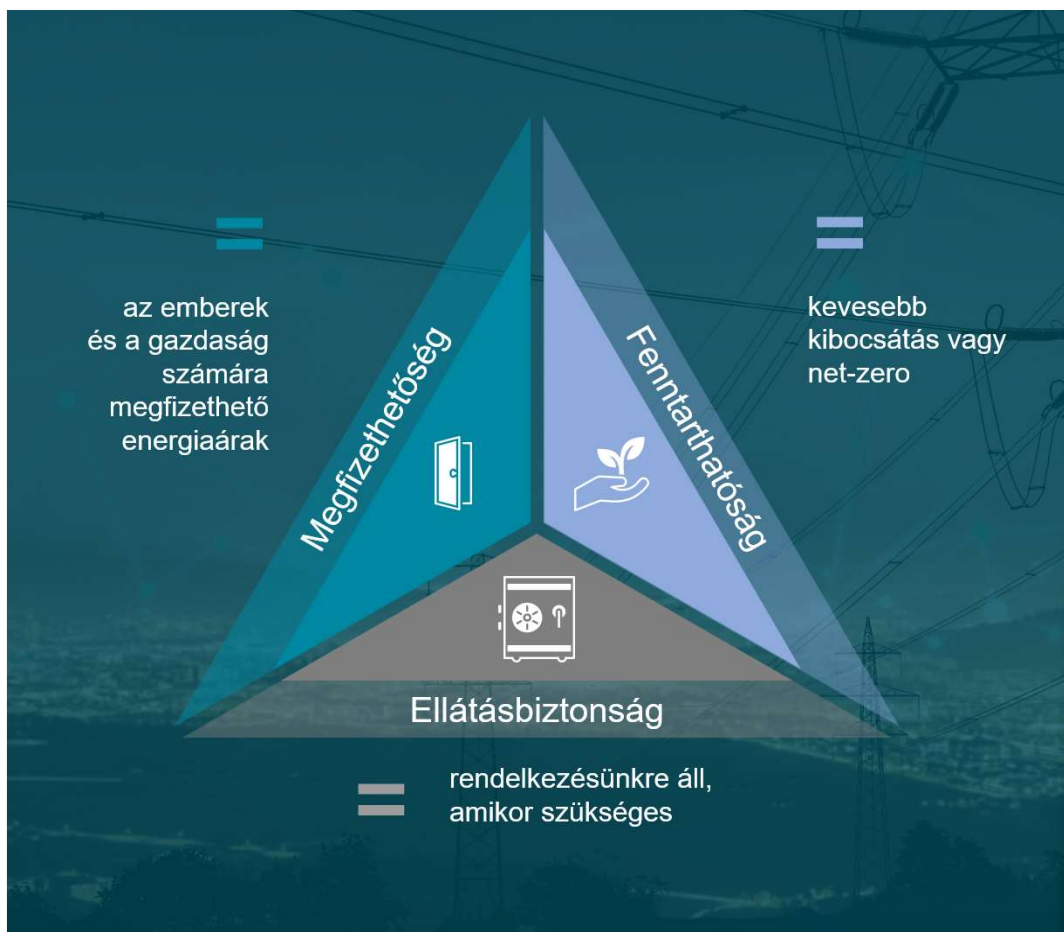 az emberek
és a gazdaság
számára
megfizethető
energiaárak
Megfizethetőség
Fenntarthatóság
kevesebb
kibocsátás vagy
net-zero
Ellátásbiztonság
rendelkezésünkre áll,
amikor szükséges